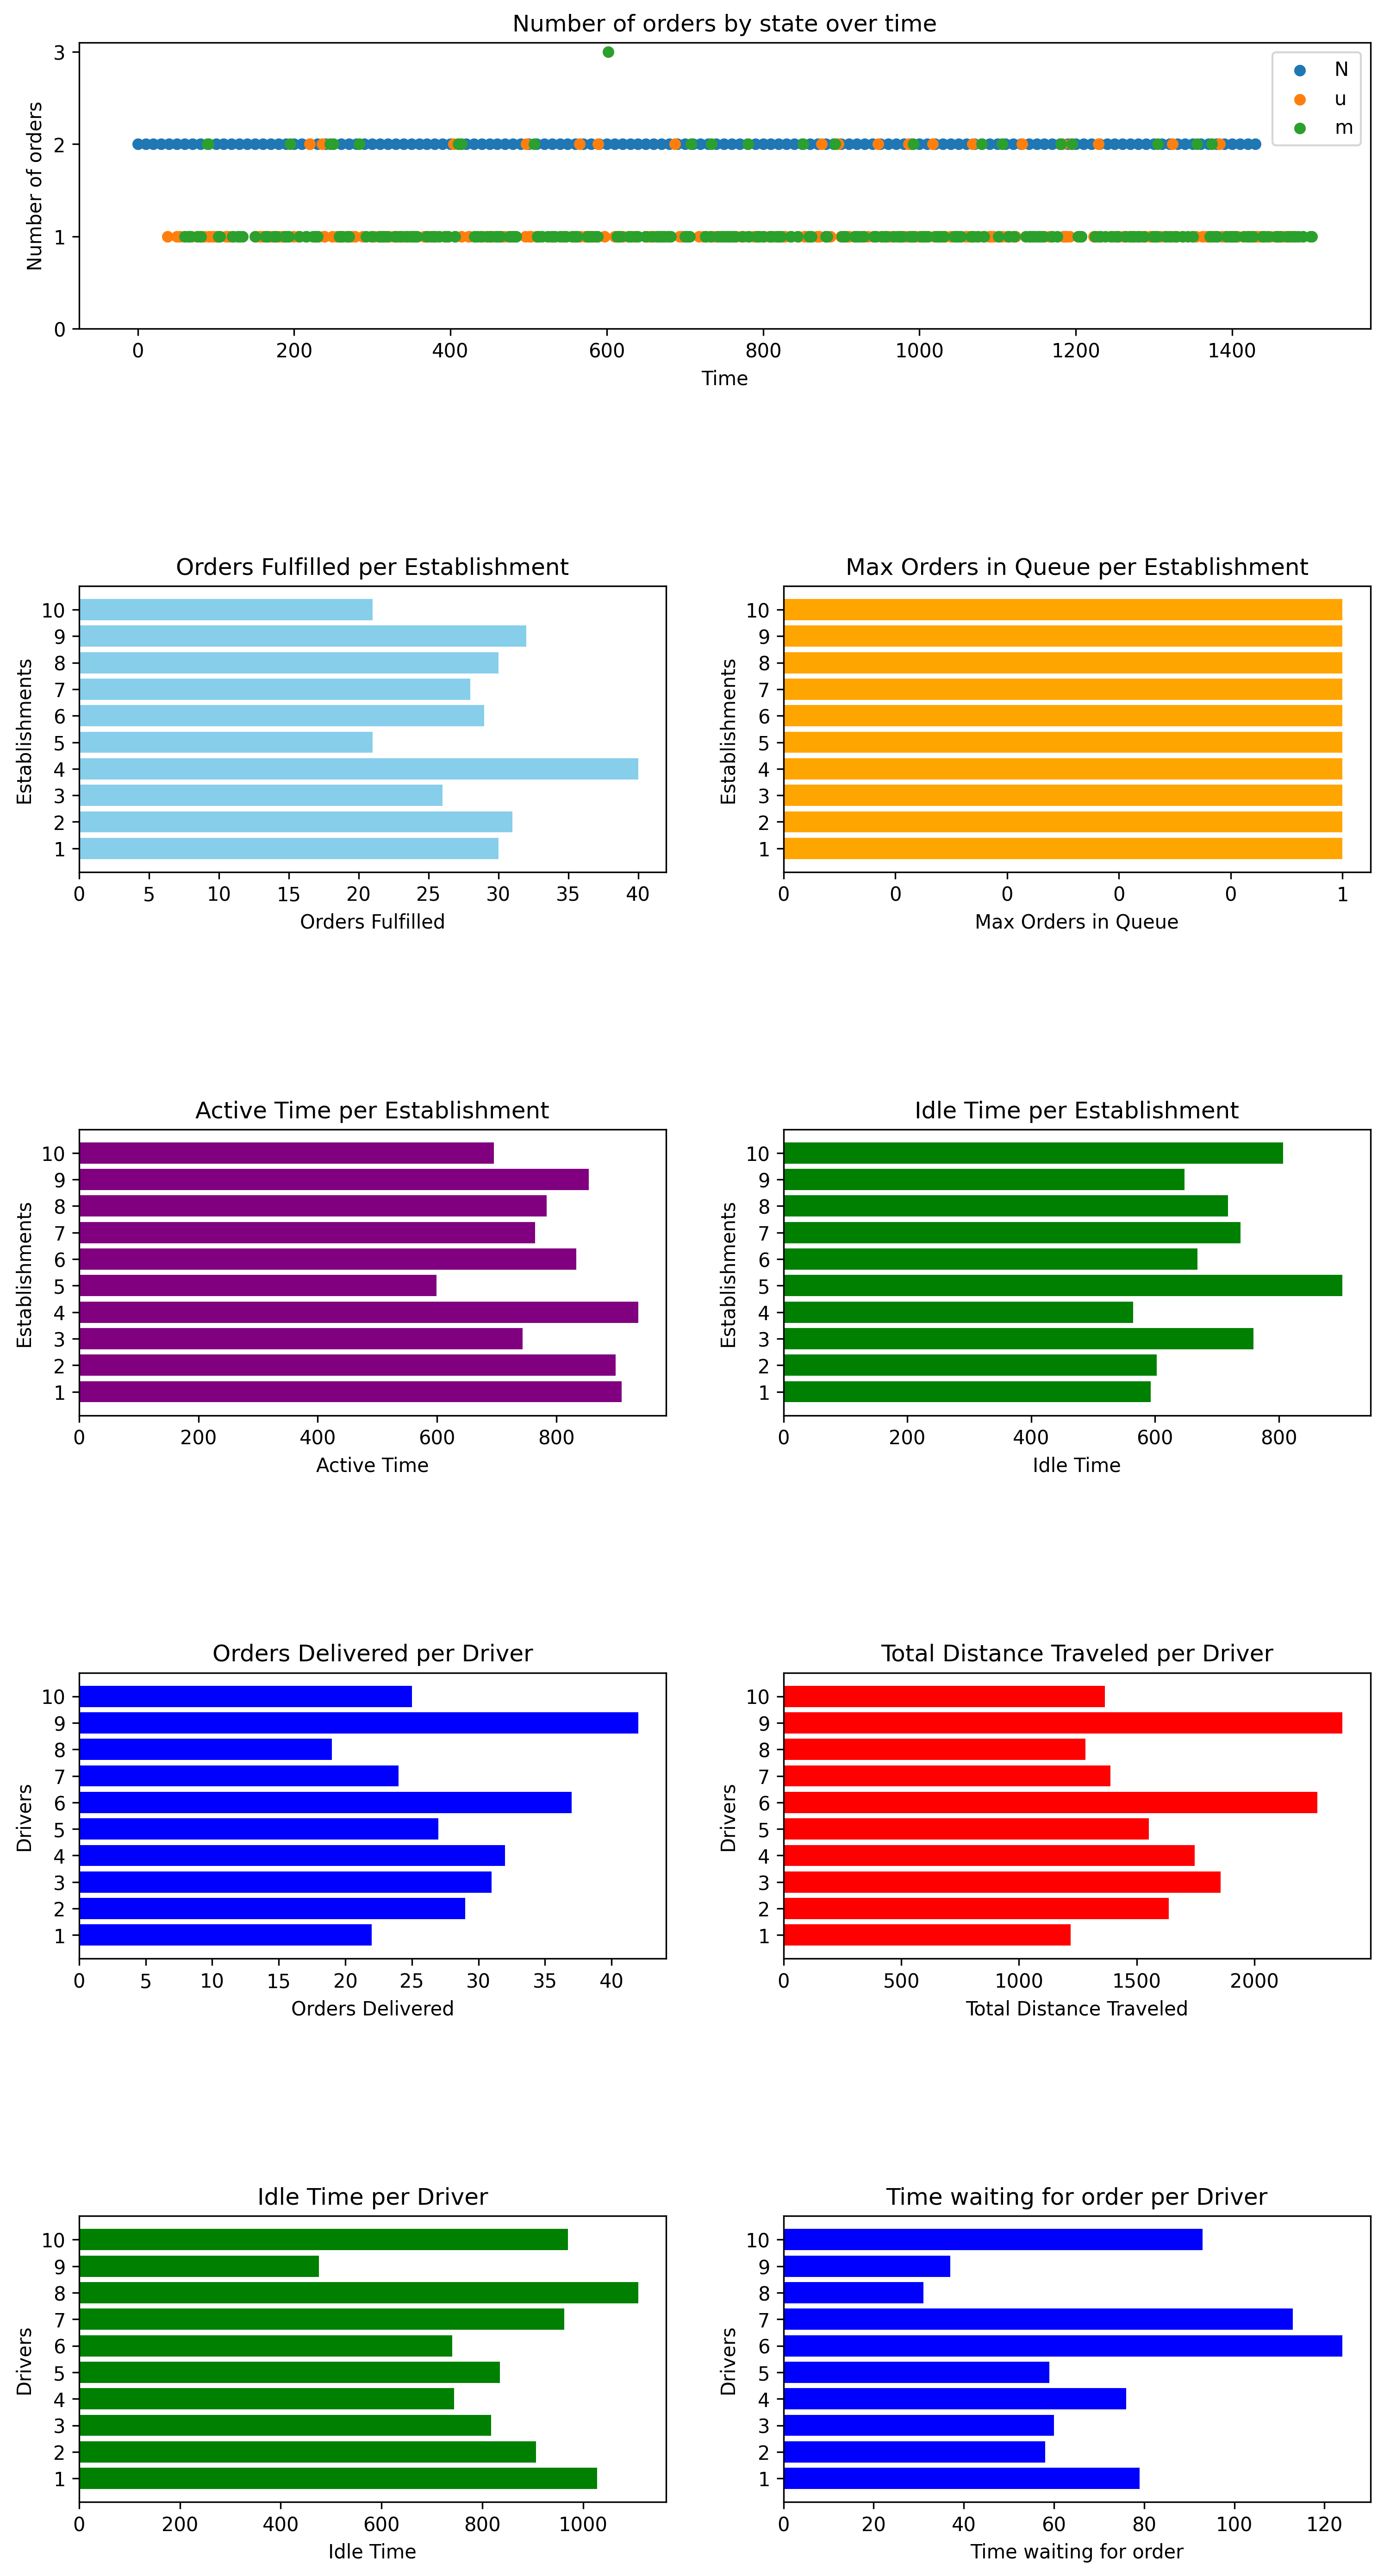 Number of orders by state over time
Number of orders
3
2
1
0
N
u
m
0 200 400 600 800 1000 1200 1400
Time
Orders Fulfilled per Establishment
Establishments
10
9
8
7
6
5
4
3
2
1
0 5 10 15 20 25 30 35 40
Orders Fulfilled
Max Orders in Queue per Establishment
Establishments
10
9
8
7
6
5
4
3
2
1
0 0 0 0 0 1
Max Orders in Queue
Active Time per Establishment
Establishments
10
9
8
7
6
5
4
3
2
1
0 200 400 600 800
Active Time
Idle Time per Establishment
Establishments
10
9
8
7
6
5
4
3
2
1
0 200 400 600 800
Idle Time
Orders Delivered per Driver
Drivers
10
9
8
7
6
5
4
3
2
1
0 5 10 15 20 25 30 35 40
Orders Delivered
Total Distance Traveled per Driver
Drivers
10
9
8
7
6
5
4
3
2
1
0 500 1000 1500 2000
Total Distance Traveled
Idle Time per Driver
Drivers
10
9
8
7
6
5
4
3
2
1
0 200 400 600 800 1000
Idle Time
Time waiting for order per Driver
Drivers
10
9
8
7
6
5
4
3
2
1
0 20 40 60 80 100 120
Time waiting for order